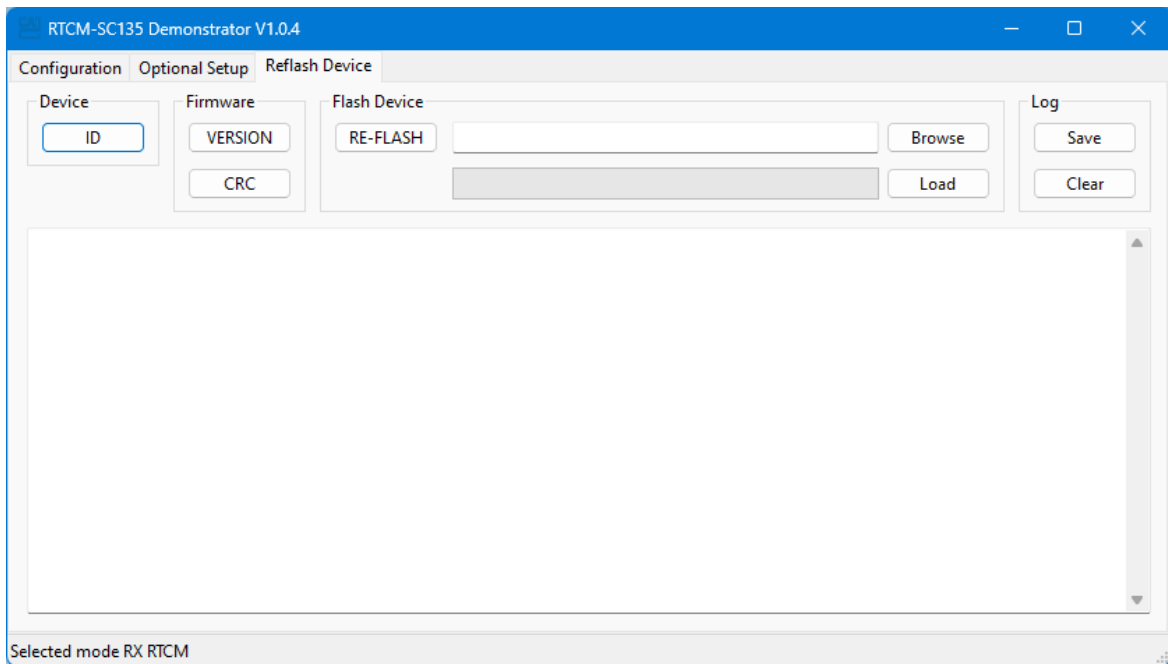 RTCM-SC135 Demonstrator V1.0.4
Configuration Optional Setup Reflash Device
Device Firmware Flash Device Log
ID VERSION RE-FLASH Browse Save
CRC Load Clear
Selected mode RX RTCM